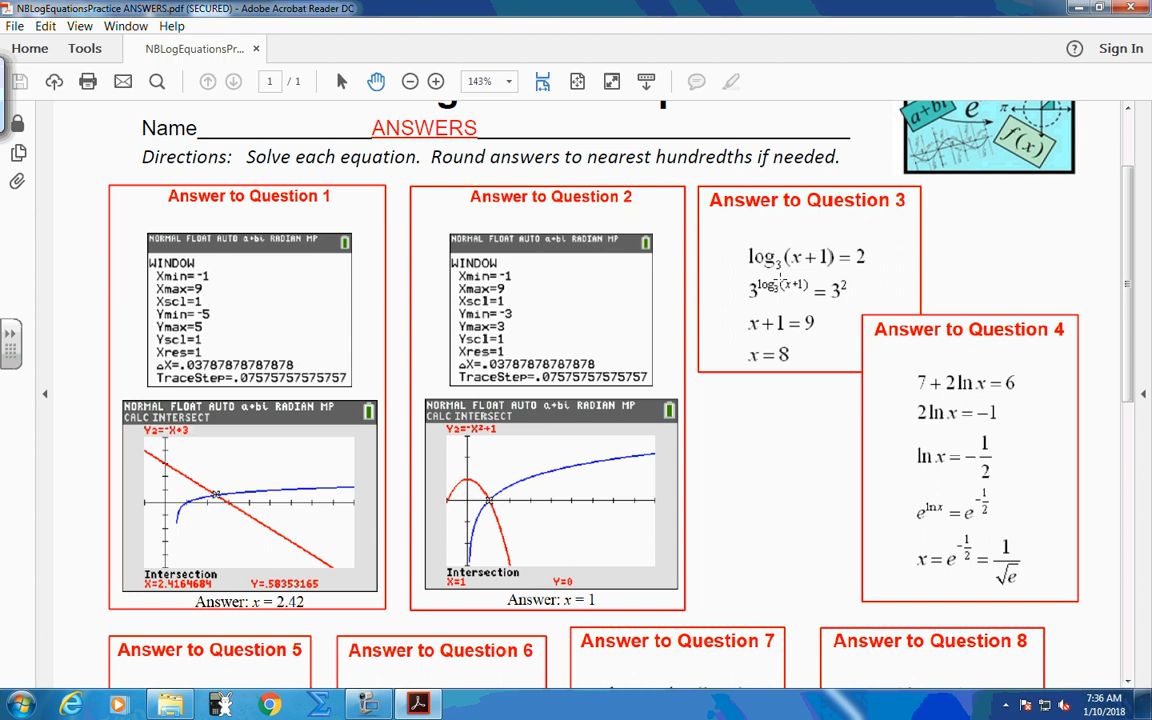 NBLogEquationsPractice ANSWERS.pdf (SECURED) - Adobe Acrobat Reader DC
File Edit View Window Help
Home Tools NBLogEquationsPr... × ? Sign In
1 / 1 143%
Name ANSWERS
Directions: Solve each equation. Round answers to nearest hundredths if needed.
a+bi e π f(x)
Answer to Question 1
NORMAL FLOAT AUTO a+bi RADIAN MP
WINDOW
Xmin=-1
Xmax=9
Xscl=1
Ymin=-5
Ymax=5
Yscl=1
Xres=1
△X=.03787878787878
TraceStep=.07575757575757
NORMAL FLOAT AUTO a+bi RADIAN MP
CALC INTERSECT
Y2=-X+3
Intersection
X=2.4164684 Y=.58353165
Answer: x = 2.42
Answer to Question 2
NORMAL FLOAT AUTO a+bi RADIAN MP
WINDOW
Xmin=-1
Xmax=9
Xscl=1
Ymin=-3
Ymax=3
Yscl=1
Xres=1
△X=.03787878787878
TraceStep=.07575757575757
NORMAL FLOAT AUTO a+bi RADIAN MP
CALC INTERSECT
Y2=-X²+1
Intersection
X=1 Y=0
Answer: x = 1
Answer to Question 3
log₃(x+1) = 2
3^log₃(x+1) = 3²
x+1 = 9
x = 8
Answer to Question 4
7 + 2 ln x = 6
2 ln x = −1
ln x = −1/2
e^ln x = e^−1/2
x = e^−1/2 = 1/√e
Answer to Question 5
Answer to Question 6
Answer to Question 7
Answer to Question 8
7:36 AM
1/10/2018